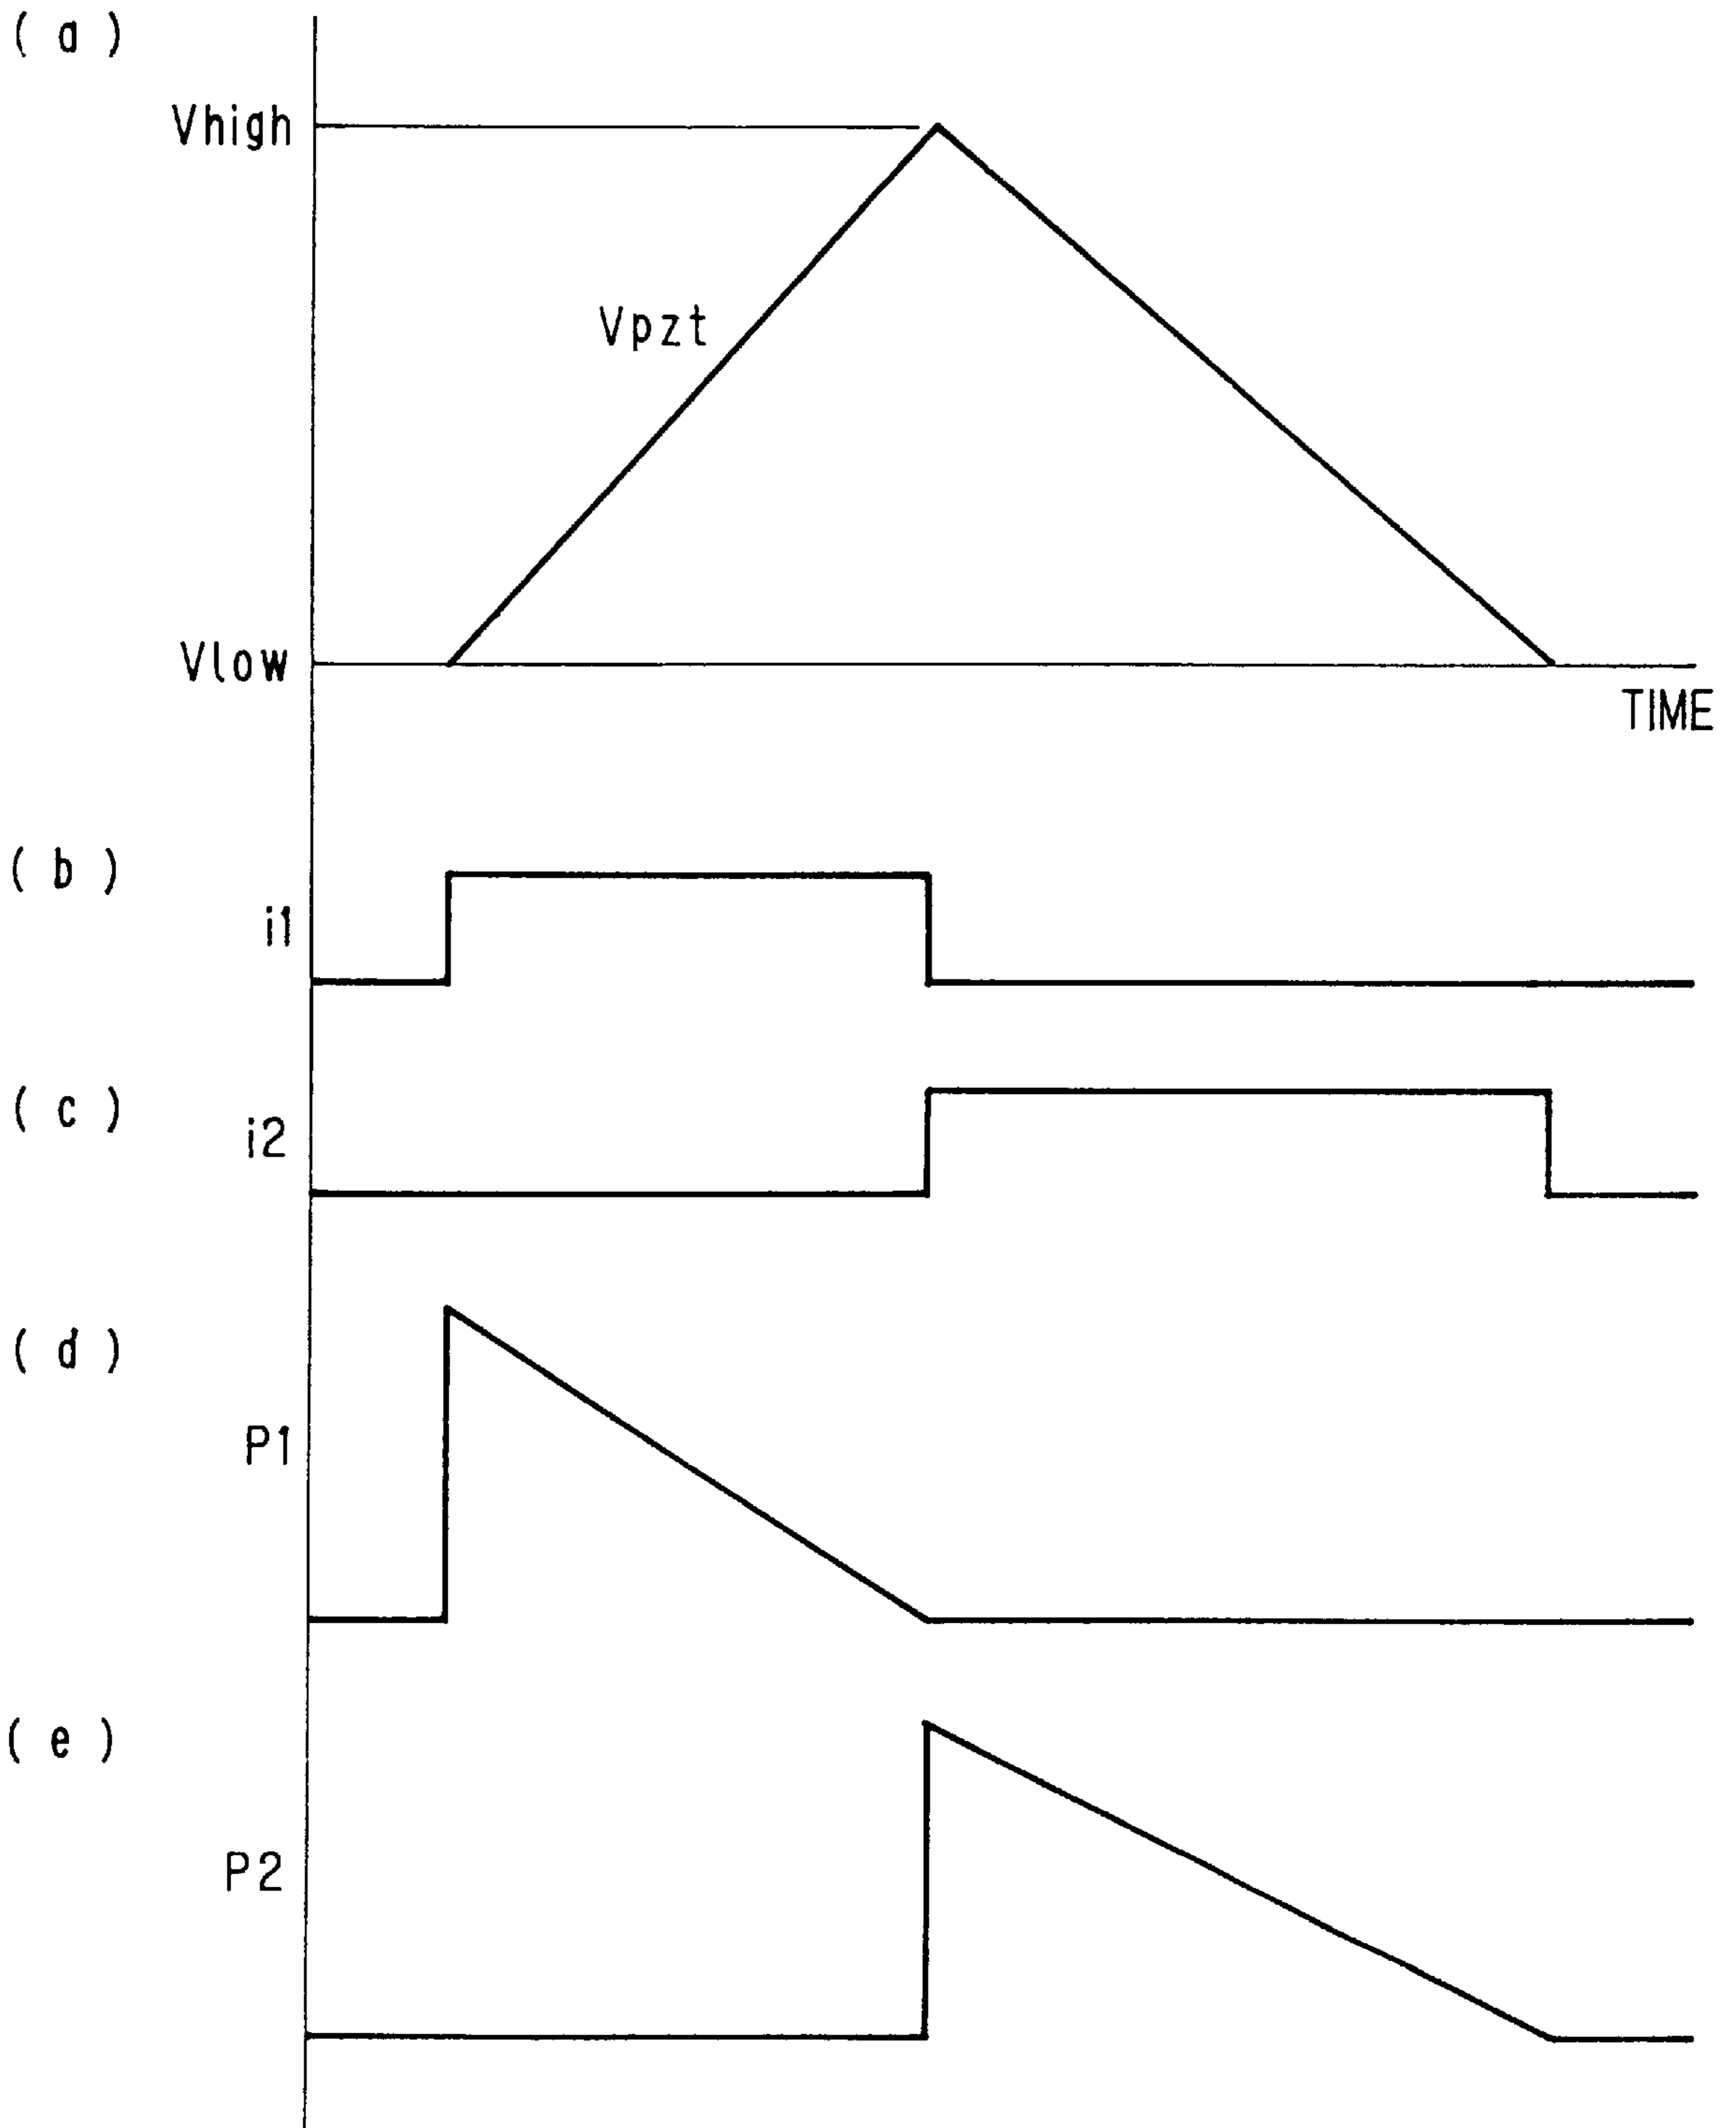 ( a )
Vhigh
Vpzt
Vlow
TIME
( b )
i1
( c )
i2
( d )
P1
( e )
P2